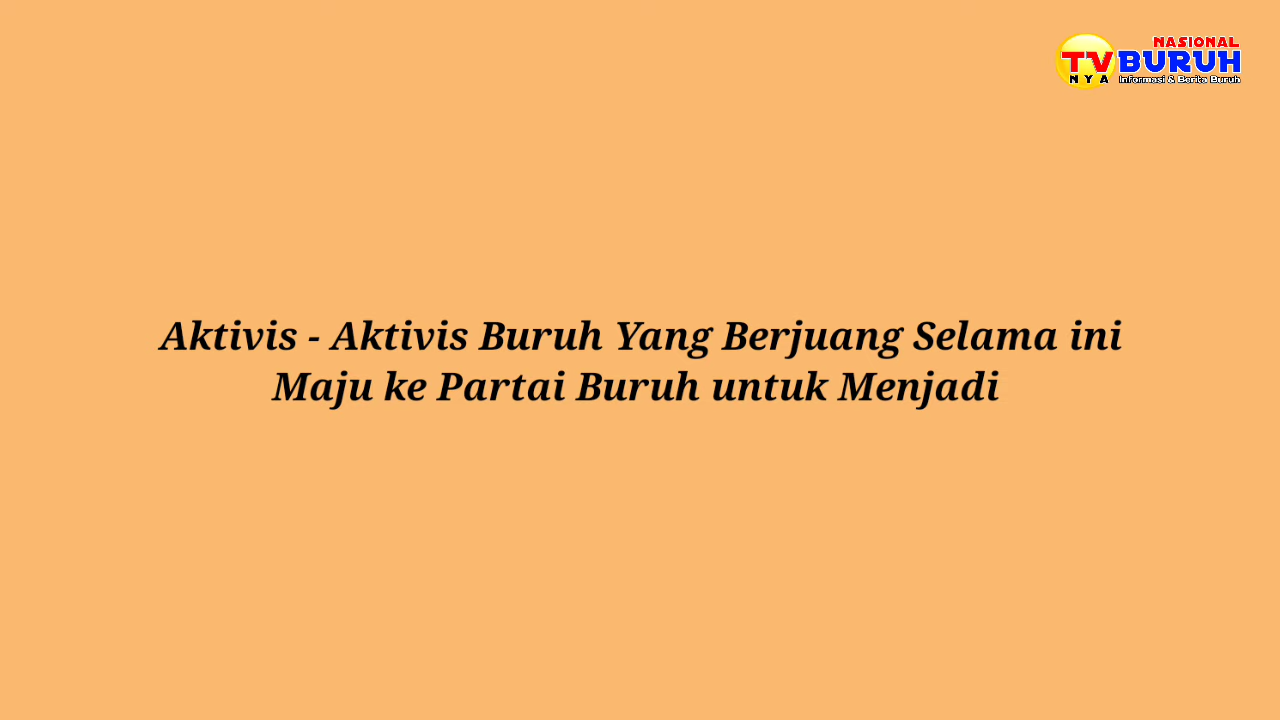 NASIONAL
TV BURUH
NYA Informasi & Berita Buruh
Aktivis - Aktivis Buruh Yang Berjuang Selama ini
Maju ke Partai Buruh untuk Menjadi